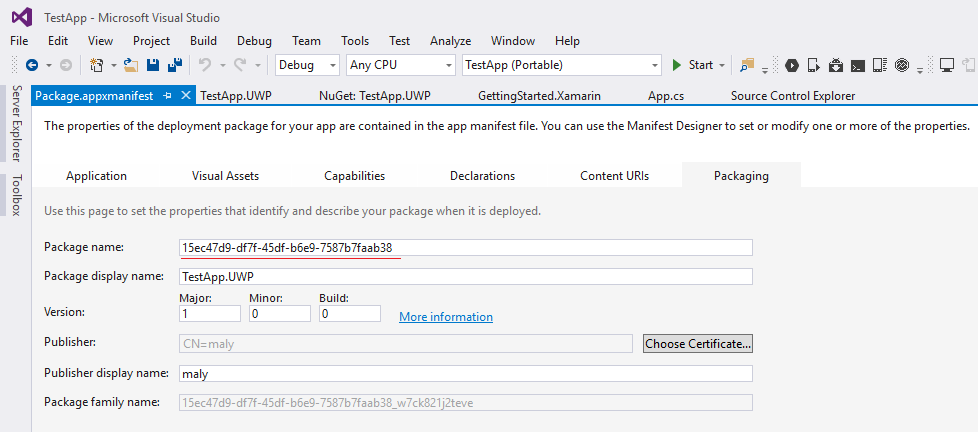 TestApp - Microsoft Visual Studio
File Edit View Project Build Debug Team Tools Test Analyze Window Help
Debug Any CPU TestApp (Portable) Start
Package.appxmanifest TestApp.UWP NuGet: TestApp.UWP GettingStarted.Xamarin App.cs Source Control Explorer
Server Explorer
Toolbox
The properties of the deployment package for your app are contained in the app manifest file. You can use the Manifest Designer to set or modify one or more of the properties.
Application Visual Assets Capabilities Declarations Content URIs Packaging
Use this page to set the properties that identify and describe your package when it is deployed.
Package name: 15ec47d9-df7f-45df-b6e9-7587b7faab38
Package display name: TestApp.UWP
Major: Minor: Build:
Version: 1 0 0 More information
Publisher: CN=maly Choose Certificate...
Publisher display name: maly
Package family name: 15ec47d9-df7f-45df-b6e9-7587b7faab38_w7ck821j2teve